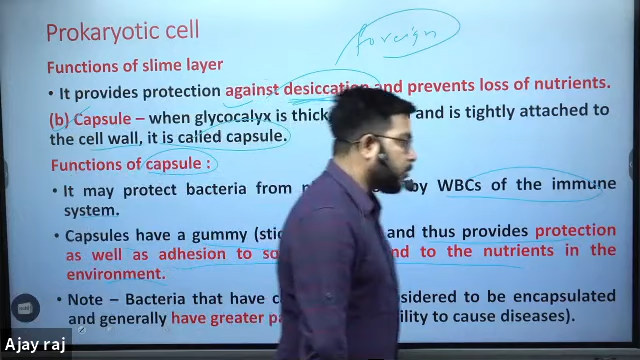 Prokaryotic cell
foreign
Functions of slime layer
• It provides protection against desiccation and prevents loss of nutrients.
(b) Capsule – when glycocalyx is thick and is tightly attached to
the cell wall, it is called capsule.
Functions of capsule :
• It may protect bacteria from by WBCs of the immune
system.
• Capsules have a gummy and thus provides protection
as well as adhesion to to the nutrients in the
environment.
• Note – Bacteria that have to be encapsulated
and generally have greater to cause diseases).
Ajay raj